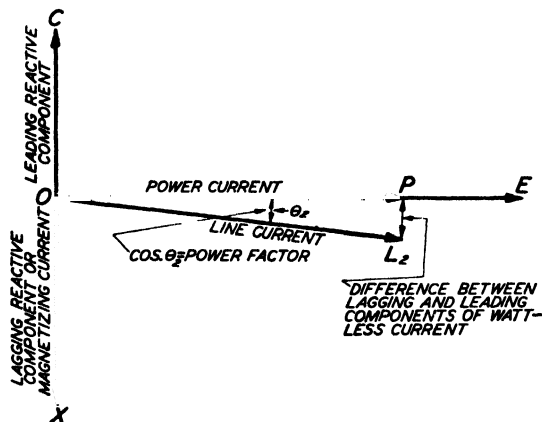 C
LEADING REACTIVE
COMPONENT
O
POWER CURRENT
P
E
θ₂
LINE CURRENT
L₂
COS.θ₂=POWER FACTOR
DIFFERENCE BETWEEN
LAGGING AND LEADING
COMPONENTS OF WATT-
LESS CURRENT
LAGGING REACTIVE
COMPONENT OR
MAGNETIZING CURRENT
X